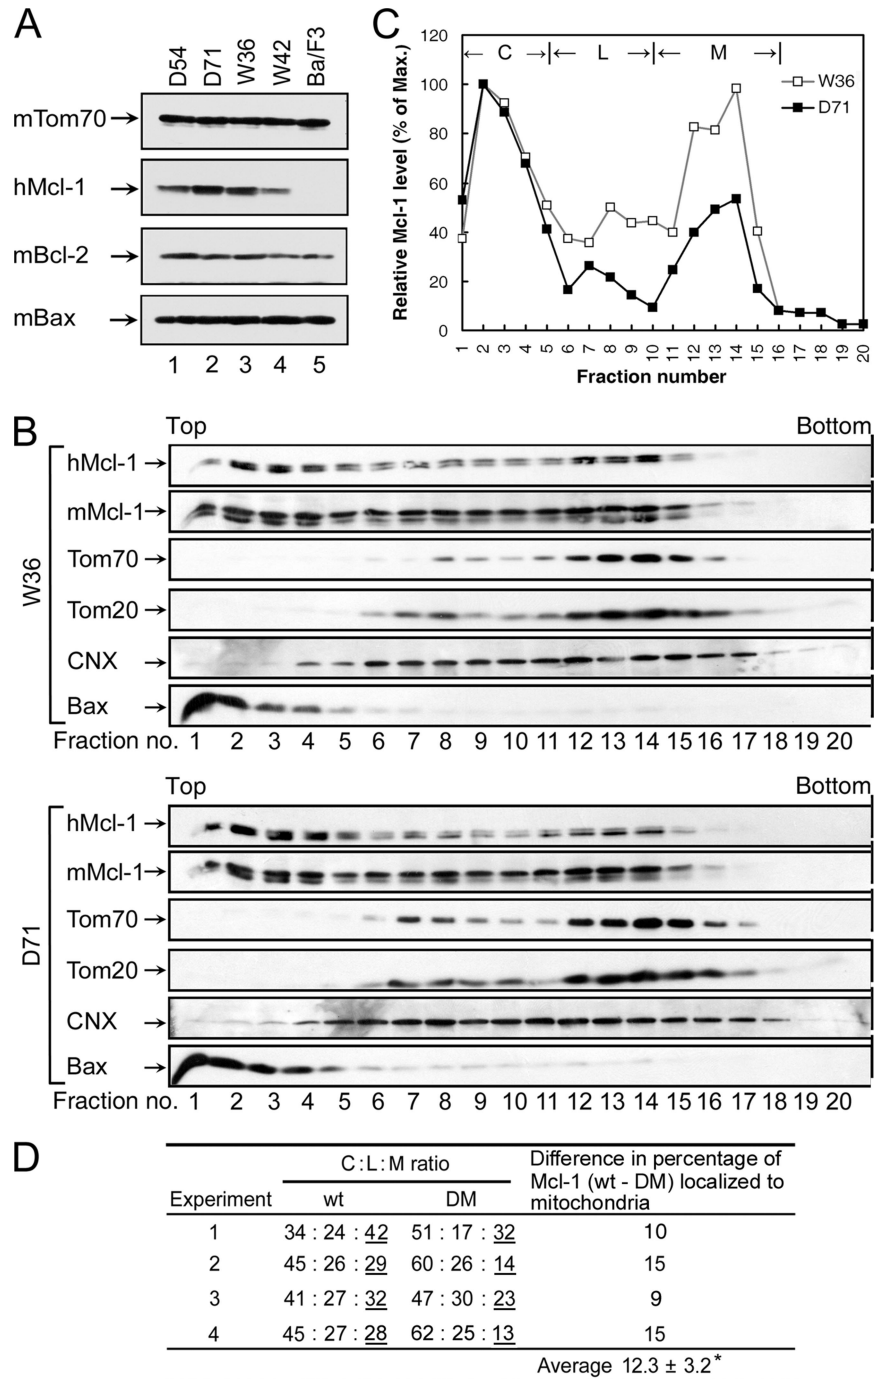 A
D54 D71 W36 W42 Ba/F3
mTom70 →
hMcl-1 →
mBcl-2 →
mBax →
1 2 3 4 5
C
Relative Mcl-1 level (% of Max.)
120
100
80
60
40
20
0
← C → ← L → ← M →
W36
D71
1 2 3 4 5 6 7 8 9 10 11 12 13 14 15 16 17 18 19 20
Fraction number
B
Top Bottom
W36
hMcl-1 →
mMcl-1 →
Tom70 →
Tom20 →
CNX →
Bax →
Fraction no. 1 2 3 4 5 6 7 8 9 10 11 12 13 14 15 16 17 18 19 20
Top Bottom
D71
hMcl-1 →
mMcl-1 →
Tom70 →
Tom20 →
CNX →
Bax →
Fraction no. 1 2 3 4 5 6 7 8 9 10 11 12 13 14 15 16 17 18 19 20
D
C : L : M ratio
Difference in percentage of
Mcl-1 (wt - DM) localized to
mitochondria
Experiment wt DM
1 34 : 24 : 42 51 : 17 : 32 10
2 45 : 26 : 29 60 : 26 : 14 15
3 41 : 27 : 32 47 : 30 : 23 9
4 45 : 27 : 28 62 : 25 : 13 15
Average 12.3 ± 3.2*